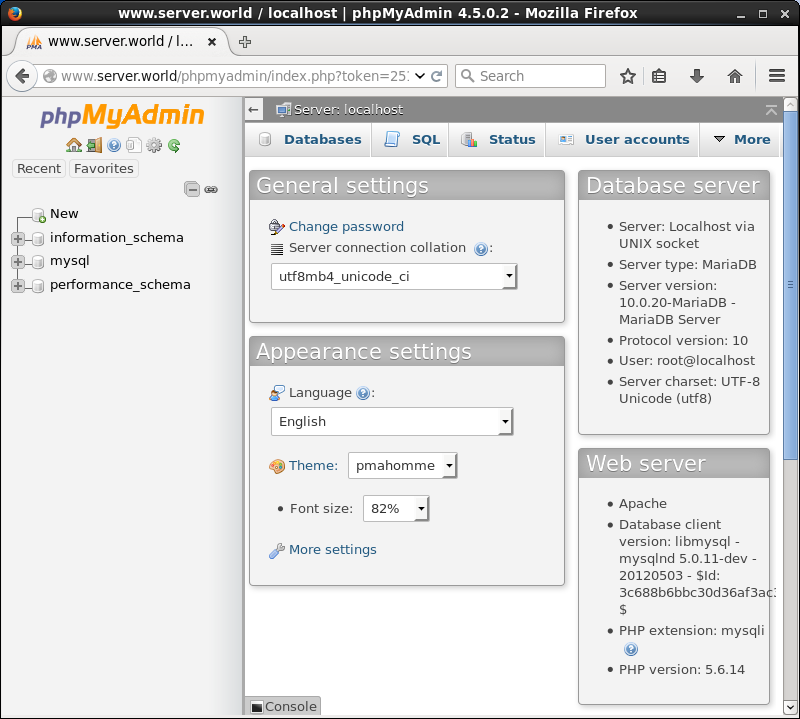 www.server.world / localhost | phpMyAdmin 4.5.0.2 - Mozilla Firefox
www.server.world / l...
www.server.world/phpmyadmin/index.php?token=25
Search
phpMyAdmin
Recent Favorites
New
information_schema
mysql
performance_schema
Server: localhost
Databases SQL Status User accounts More
General settings
Change password
Server connection collation :
utf8mb4_unicode_ci
Appearance settings
Language :
English
Theme: pmahomme
• Font size: 82%
More settings
Database server
• Server: Localhost via
UNIX socket
• Server type: MariaDB
• Server version:
10.0.20-MariaDB -
MariaDB Server
• Protocol version: 10
• User: root@localhost
• Server charset: UTF-8
Unicode (utf8)
Web server
• Apache
• Database client
version: libmysql -
mysqlnd 5.0.11-dev -
20120503 - $Id:
3c688b6bbc30d36af3ac3
$
• PHP extension: mysqli
• PHP version: 5.6.14
Console